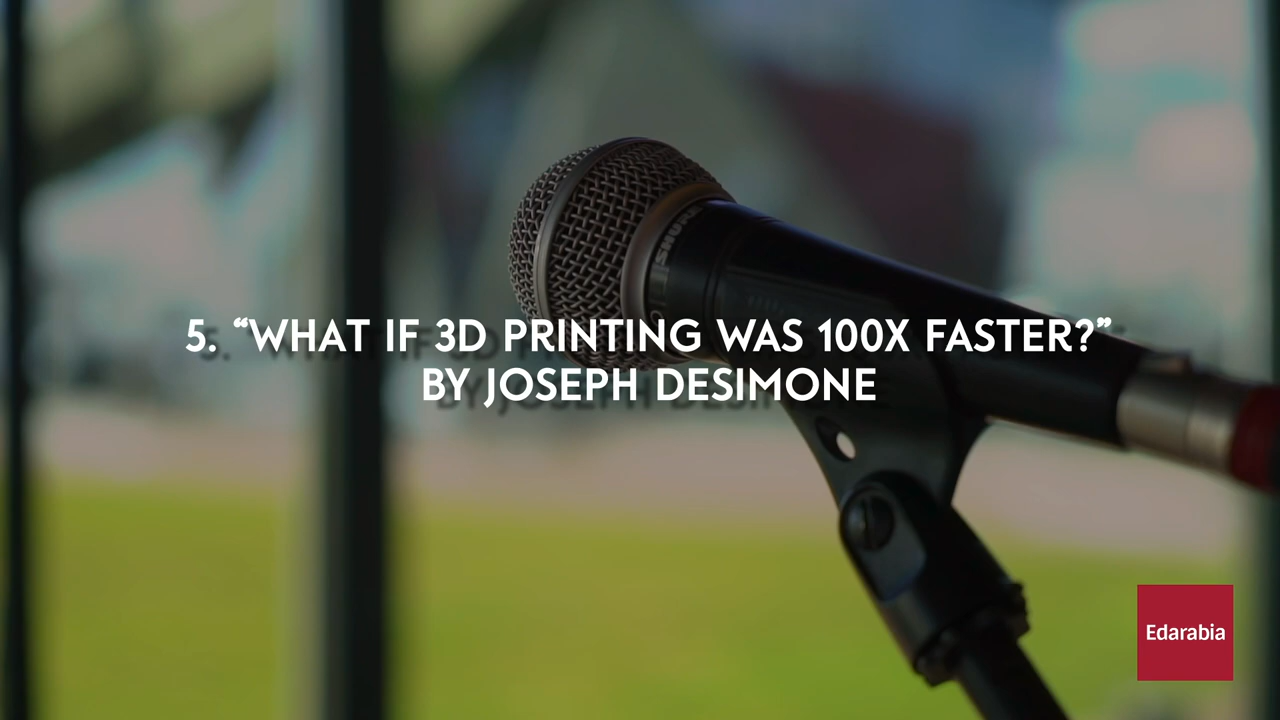 5. “WHAT IF 3D PRINTING WAS 100X FASTER?”
BY JOSEPH DESIMONE
Edarabia